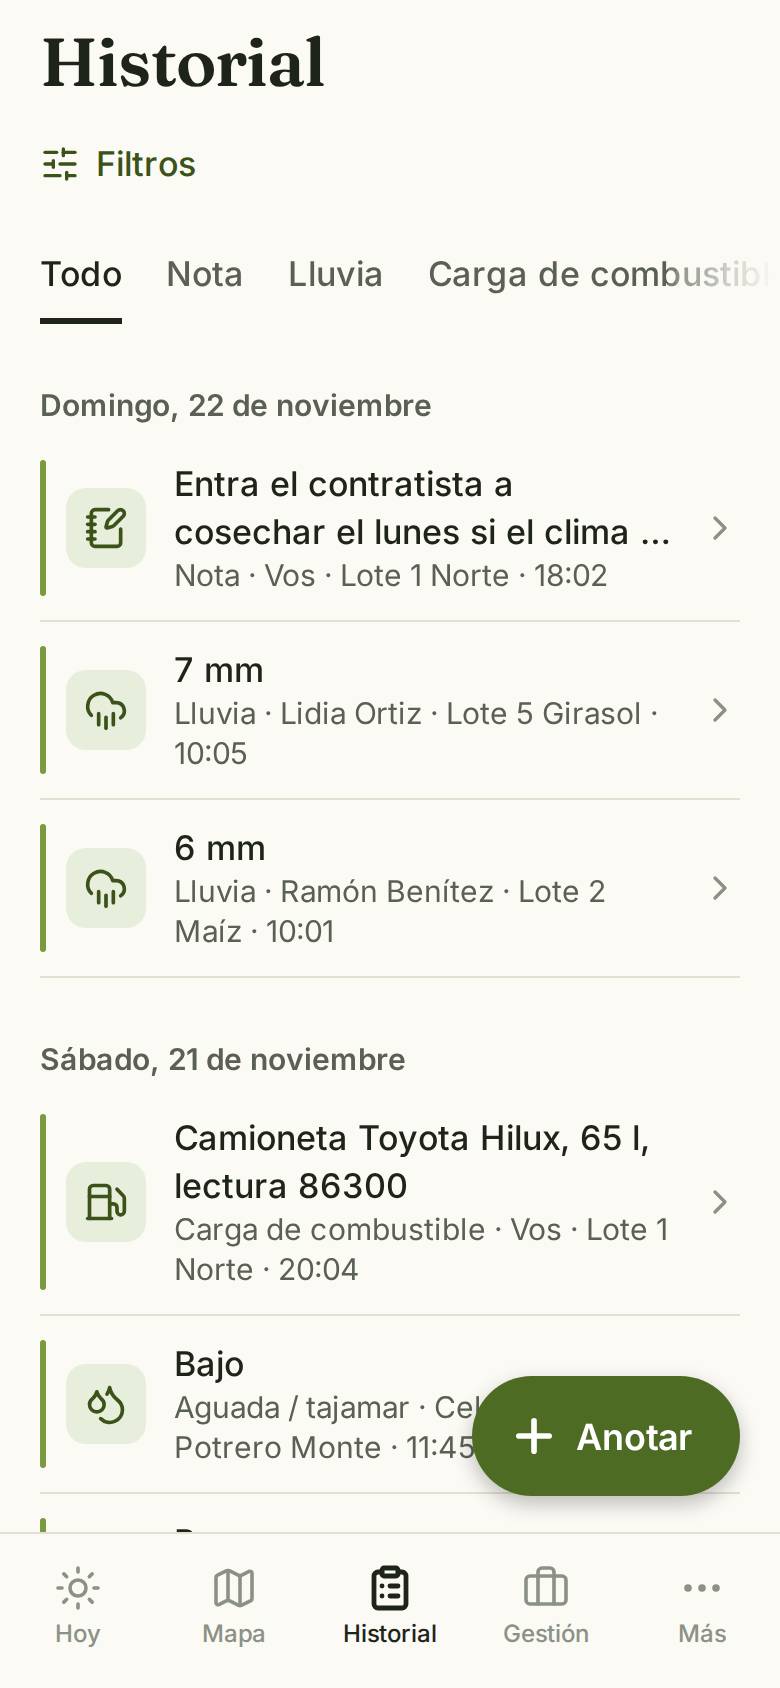 Historial
Filtros
Todo
Nota
Lluvia
Carga de combustibl
Domingo, 22 de noviembre
Entra el contratista a
cosechar el lunes si el clima ...
Nota · Vos · Lote 1 Norte · 18:02
7 mm
Lluvia · Lidia Ortiz · Lote 5 Girasol ·
10:05
6 mm
Lluvia · Ramón Benítez · Lote 2
Maíz · 10:01
Sábado, 21 de noviembre
Camioneta Toyota Hilux, 65 l,
lectura 86300
Carga de combustible · Vos · Lote 1
Norte · 20:04
Bajo
Aguada / tajamar ·
Potrero Monte · 11:45
Anotar
Hoy
Mapa
Historial
Gestión
Más